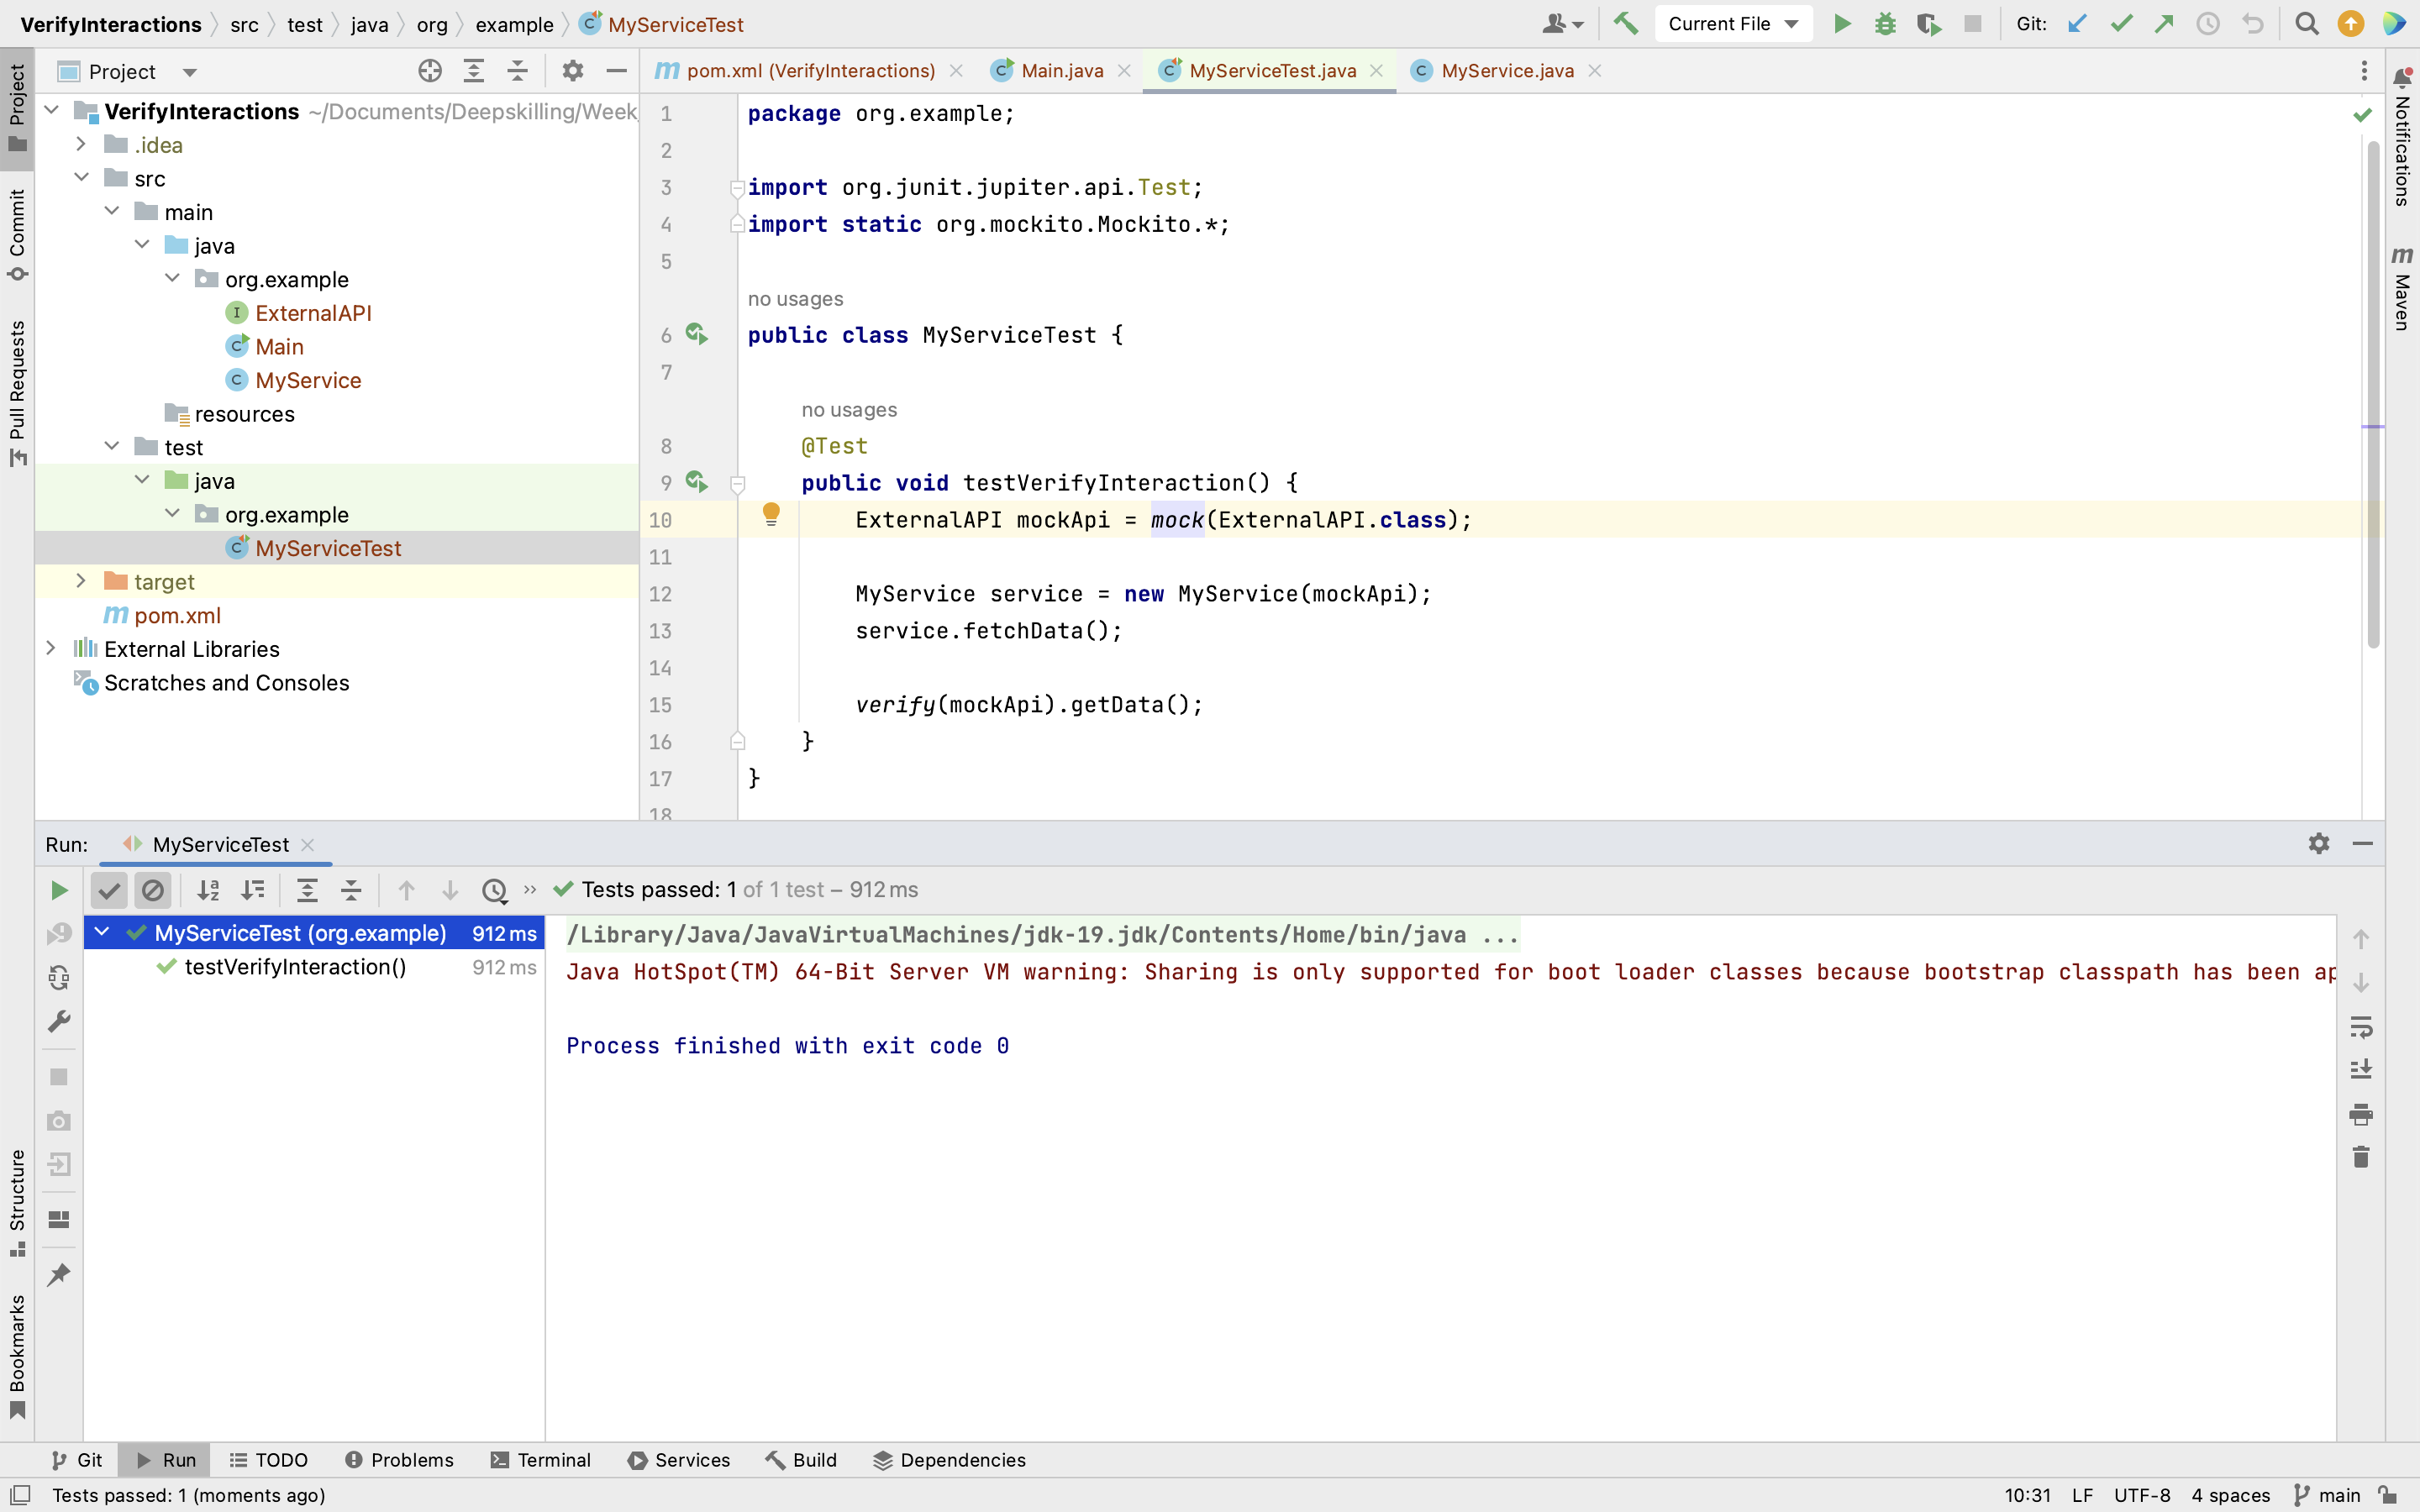 VerifyInteractions src test java org example MyServiceTest
Current File
Git:
Project
pom.xml (VerifyInteractions)
Main.java
MyServiceTest.java
MyService.java
Project
Commit
Pull Requests
Structure
Bookmarks
VerifyInteractions ~/Documents/Deepskilling/Week
.idea
src
main
java
org.example
ExternalAPI
Main
MyService
resources
test
java
org.example
MyServiceTest
target
pom.xml
External Libraries
Scratches and Consoles
1 package org.example;
2
3 import org.junit.jupiter.api.Test;
4 import static org.mockito.Mockito.*;
5
no usages
6 public class MyServiceTest {
7
no usages
8 @Test
9 public void testVerifyInteraction() {
10 ExternalAPI mockApi = mock(ExternalAPI.class);
11
12 MyService service = new MyService(mockApi);
13 service.fetchData();
14
15 verify(mockApi).getData();
16 }
17 }
18
Notifications
Maven
Run: MyServiceTest
Tests passed: 1 of 1 test – 912 ms
MyServiceTest (org.example) 912 ms
testVerifyInteraction() 912 ms
/Library/Java/JavaVirtualMachines/jdk-19.jdk/Contents/Home/bin/java ...
Java HotSpot(TM) 64-Bit Server VM warning: Sharing is only supported for boot loader classes because bootstrap classpath has been ap
Process finished with exit code 0
Git Run TODO Problems Terminal Services Build Dependencies
Tests passed: 1 (moments ago)
10:31 LF UTF-8 4 spaces main